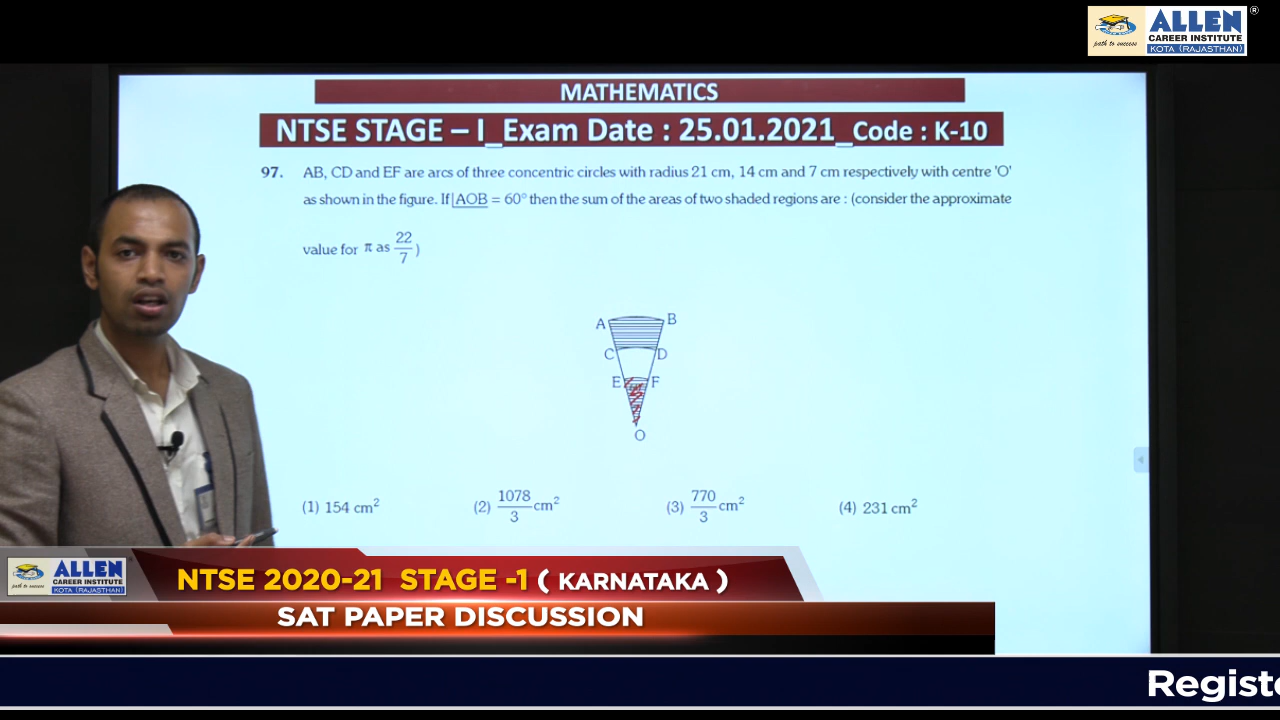 ALLEN
®
CAREER INSTITUTE
path to success
KOTA (RAJASTHAN)
MATHEMATICS
NTSE STAGE – I_Exam Date : 25.01.2021_Code : K-10
97. AB, CD and EF are arcs of three concentric circles with radius 21 cm, 14 cm and 7 cm respectively with centre 'O'
as shown in the figure. If |AOB = 60° then the sum of the areas of two shaded regions are : (consider the approximate
value for π as 22/7 )
A B
C D
E F
O
(1) 154 cm² (2) 1078/3 cm² (3) 770/3 cm² (4) 231 cm²
ALLEN
CAREER INSTITUTE
path to success
KOTA (RAJASTHAN)
NTSE 2020-21 STAGE -1 ( KARNATAKA )
SAT PAPER DISCUSSION